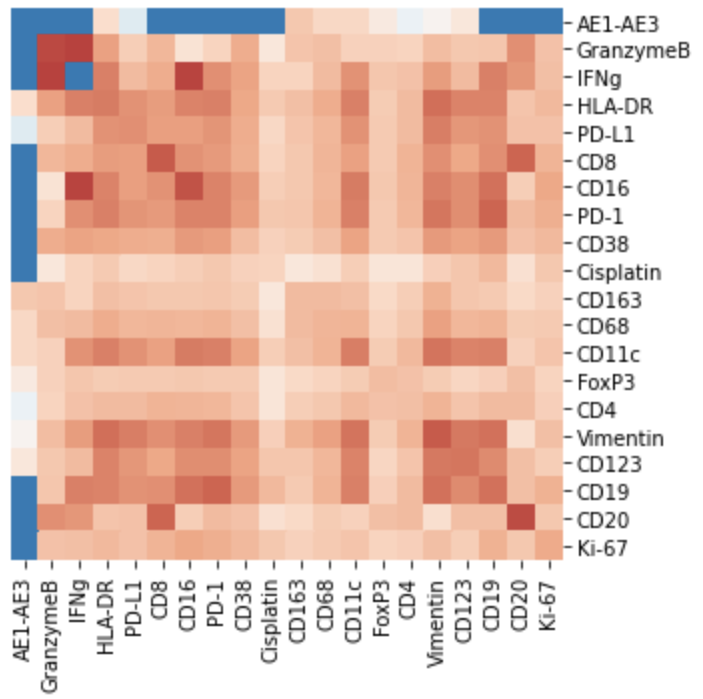 AE1-AE3
GranzymeB
IFNg
HLA-DR
PD-L1
CD8
CD16
PD-1
CD38
Cisplatin
CD163
CD68
CD11c
FoxP3
CD4
Vimentin
CD123
CD19
CD20
Ki-67
AE1-AE3
GranzymeB
IFNg
HLA-DR
PD-L1
CD8
CD16
PD-1
CD38
Cisplatin
CD163
CD68
CD11c
FoxP3
CD4
Vimentin
CD123
CD19
CD20
Ki-67